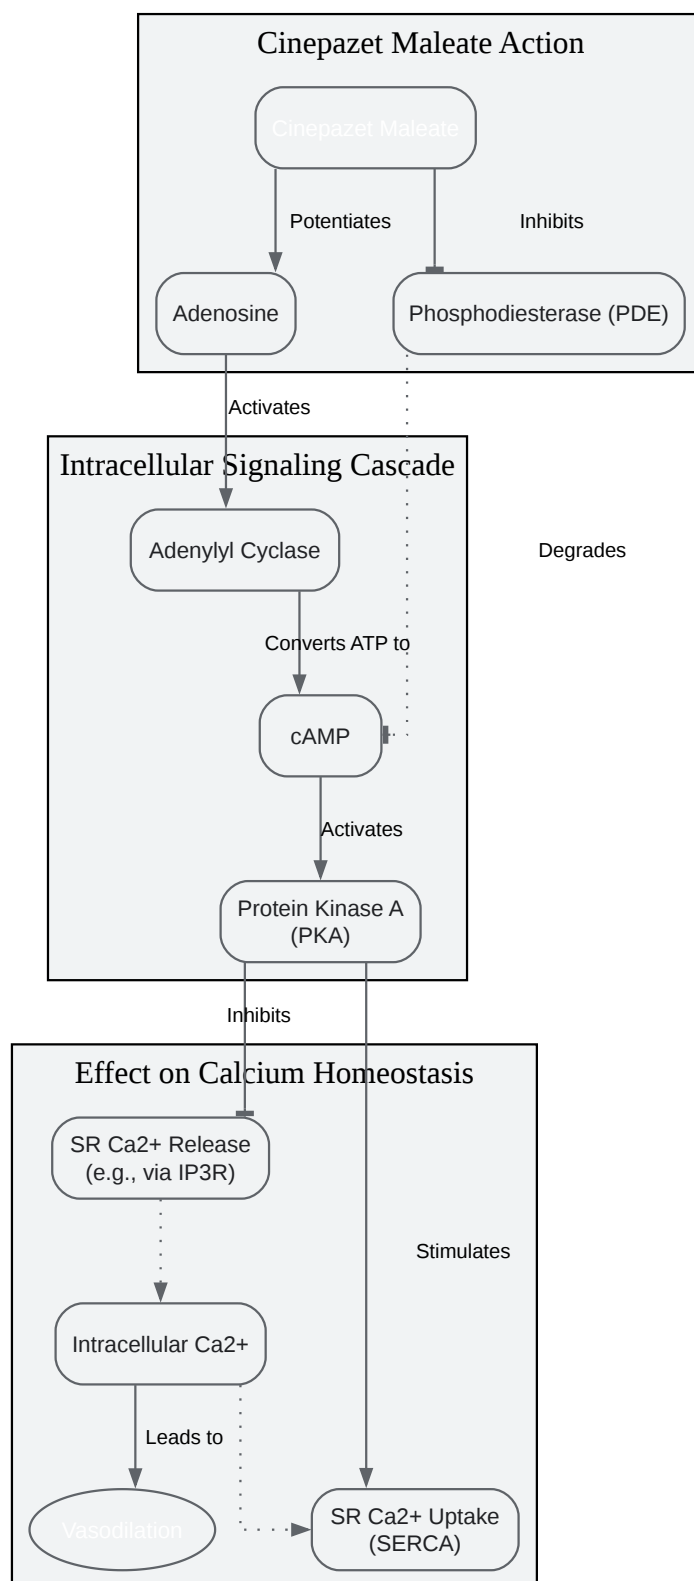 Cinepazet Maleate Action
Cinepazet Maleate
Potentiates
Inhibits
Adenosine
Phosphodiesterase (PDE)
Activates
Intracellular Signaling Cascade
Adenylyl Cyclase
Degrades
Converts ATP to
cAMP
Activates
Protein Kinase A
(PKA)
Inhibits
Effect on Calcium Homeostasis
SR Ca2+ Release
(e.g., via IP3R)
Stimulates
Intracellular Ca2+
Leads to
Vasodilation
SR Ca2+ Uptake
(SERCA)